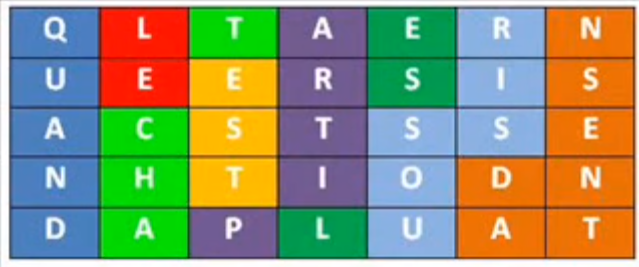 Q L T A E R N
U E E R S I S
A C S T S S E
N H T I O D N
D A P L U A T